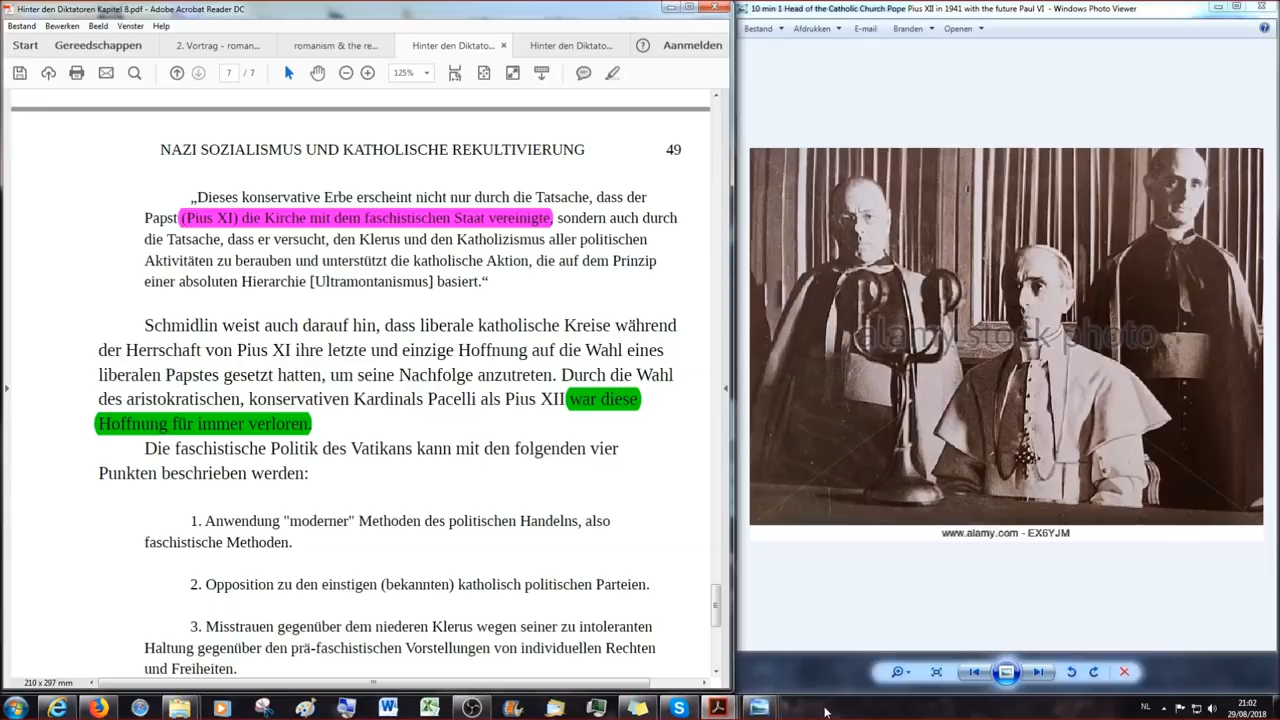 Hinter den Diktatoren Kapitel 8.pdf - Adobe Acrobat Reader DC
Bestand Bewerken Beeld Venster Help
Start Gereedschappen 2. Vortrag - roman... romanism & the re... Hinter den Diktato... × Hinter den Diktato... Anmelden
7 / 7 125%
NAZI SOZIALISMUS UND KATHOLISCHE REKULTIVIERUNG 49
„Dieses konservative Erbe erscheint nicht nur durch die Tatsache, dass der
Papst (Pius XI) die Kirche mit dem faschistischen Staat vereinigte, sondern auch durch
die Tatsache, dass er versucht, den Klerus und den Katholizismus aller politischen
Aktivitäten zu berauben und unterstützt die katholische Aktion, die auf dem Prinzip
einer absoluten Hierarchie [Ultramontanismus] basiert.“
Schmidlin weist auch darauf hin, dass liberale katholische Kreise während
der Herrschaft von Pius XI ihre letzte und einzige Hoffnung auf die Wahl eines
liberalen Papstes gesetzt hatten, um seine Nachfolge anzutreten. Durch die Wahl
des aristokratischen, konservativen Kardinals Pacelli als Pius XII war diese
Hoffnung für immer verloren.
Die faschistische Politik des Vatikans kann mit den folgenden vier
Punkten beschrieben werden:
1. Anwendung "moderner" Methoden des politischen Handelns, also
faschistische Methoden.
2. Opposition zu den einstigen (bekannten) katholisch politischen Parteien.
3. Misstrauen gegenüber dem niederen Klerus wegen seiner zu intoleranten
Haltung gegenüber den prä-faschistischen Vorstellungen von individuellen Rechten
und Freiheiten.
210 x 297 mm
10 min 1 Head of the Catholic Church Pope Pius XII in 1941 with the future Paul VI - Windows Photo Viewer
Bestand Afdrukken E-mail Branden Openen
alamy stock photo
www.alamy.com - EX6YJM
NL 21:02
29/08/2018